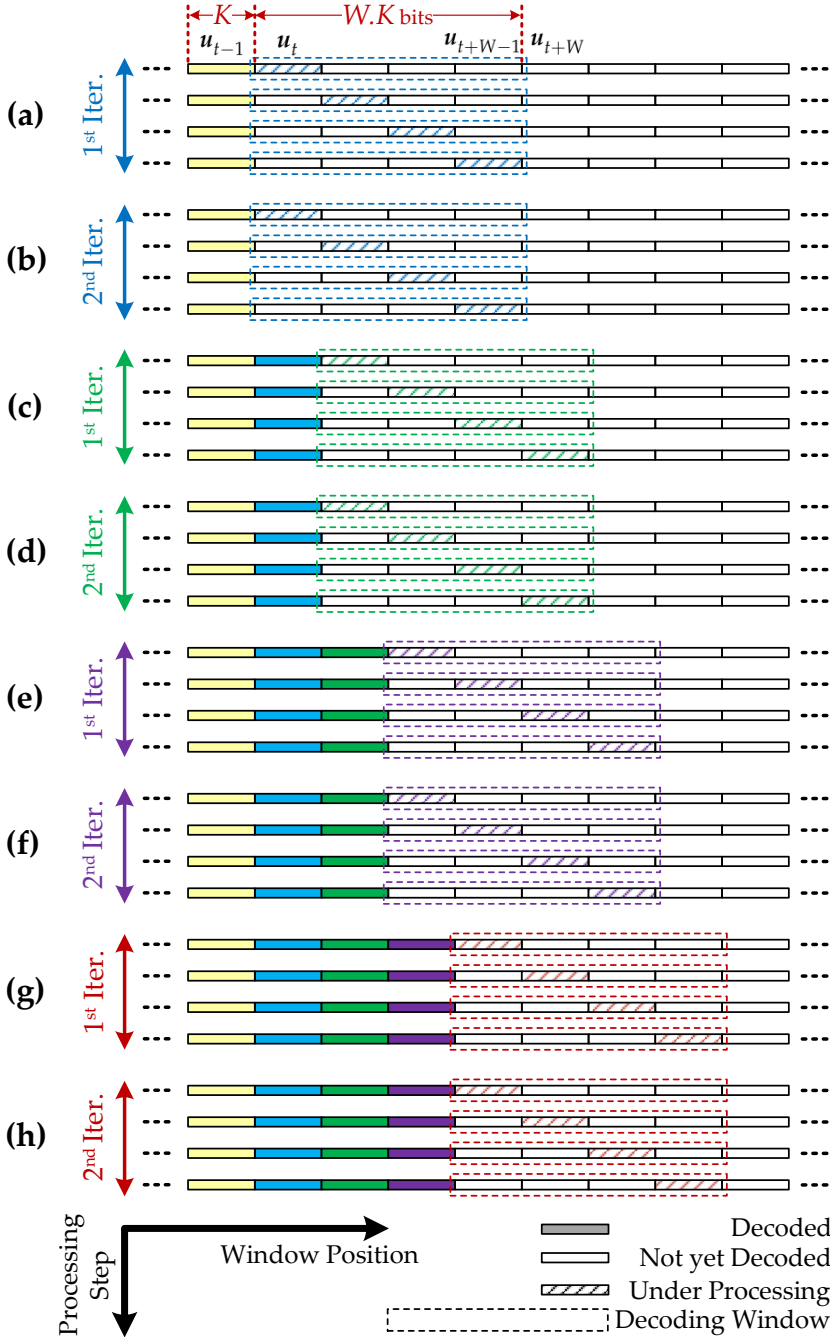 K W.K bits
u_{t−1} u_t u_{t+W−1} u_{t+W}
(a) 1st Iter.
(b) 2nd Iter.
(c) 1st Iter.
(d) 2nd Iter.
(e) 1st Iter.
(f) 2nd Iter.
(g) 1st Iter.
(h) 2nd Iter.
Processing
Step
Window Position
Decoded
Not yet Decoded
Under Processing
Decoding Window